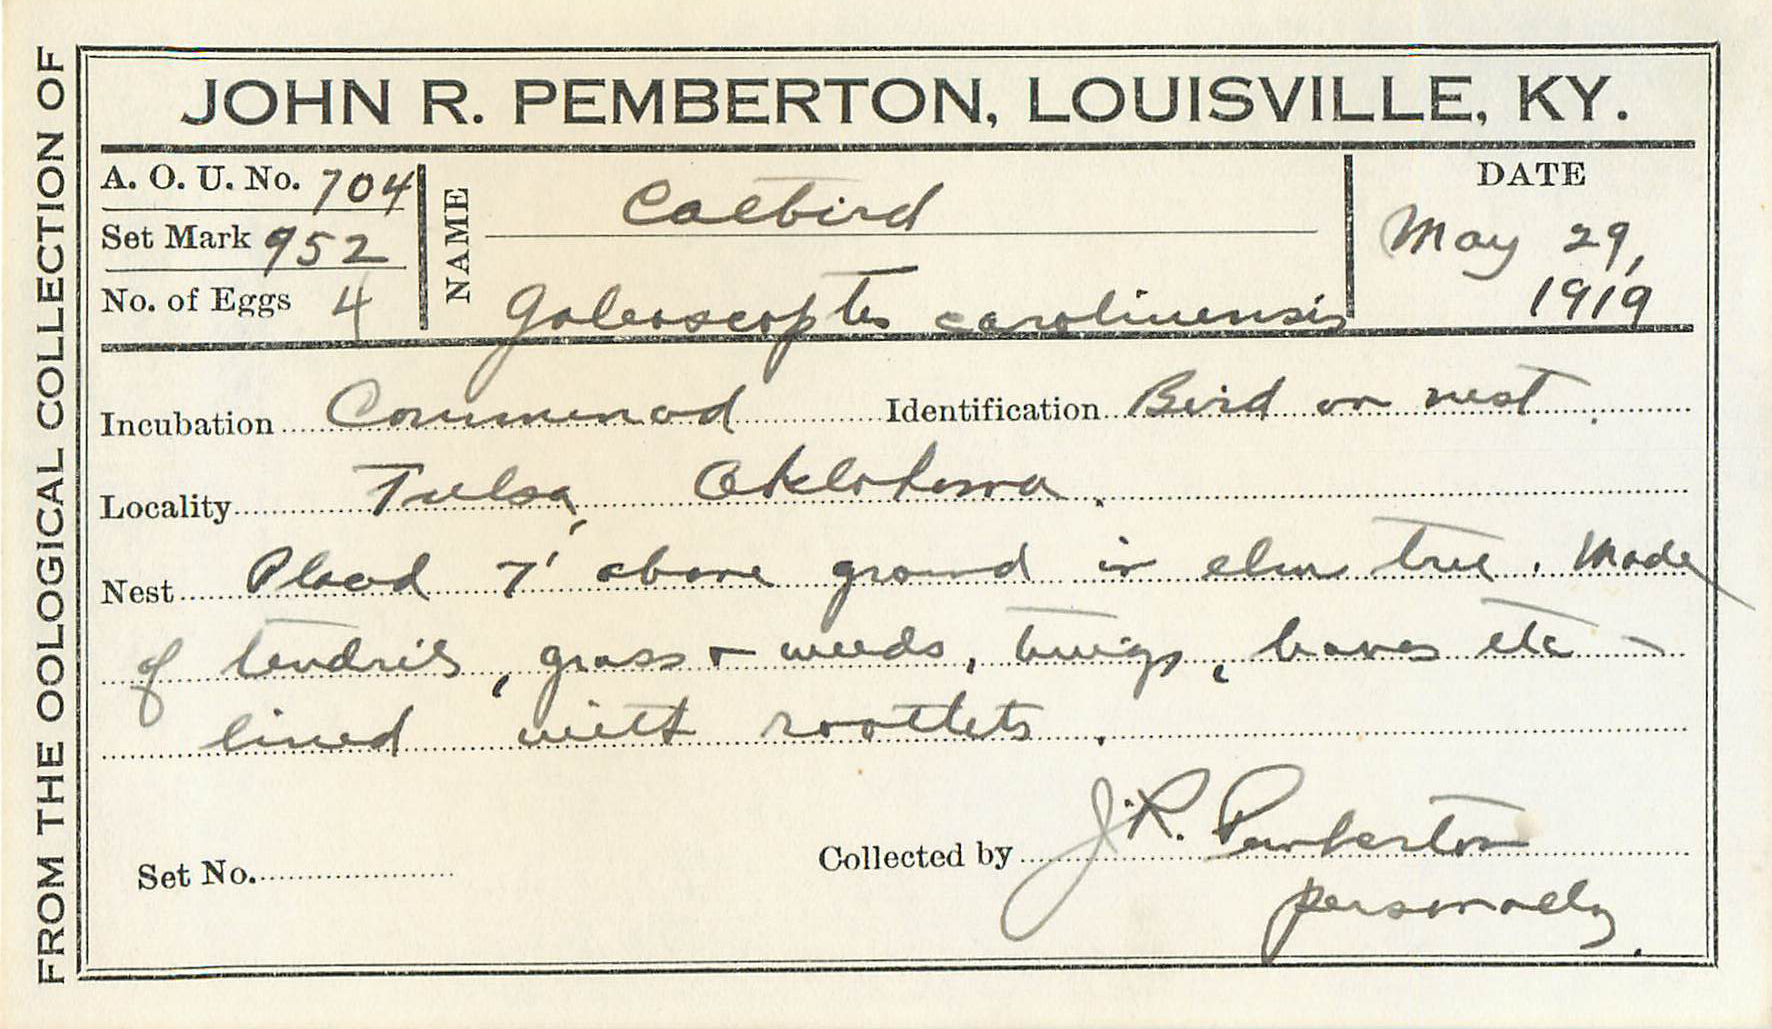 FROM THE OOLOGICAL COLLECTION OF
JOHN R. PEMBERTON, LOUISVILLE, KY.
A. O. U. No. 704
Set Mark 952
No. of Eggs 4
NAME
Catbird
Galeoscoptes carolinensis
DATE
May 29,
1919
Incubation Commenced Identification Bird on nest.
Locality Tulsa, Oklahoma.
Nest Placed 7' above ground in elm tree. Made
of tendrils, grass + weeds, twigs, leaves etc -
lined with rootlets.
Set No.
Collected by J. R. Pemberton
personally.